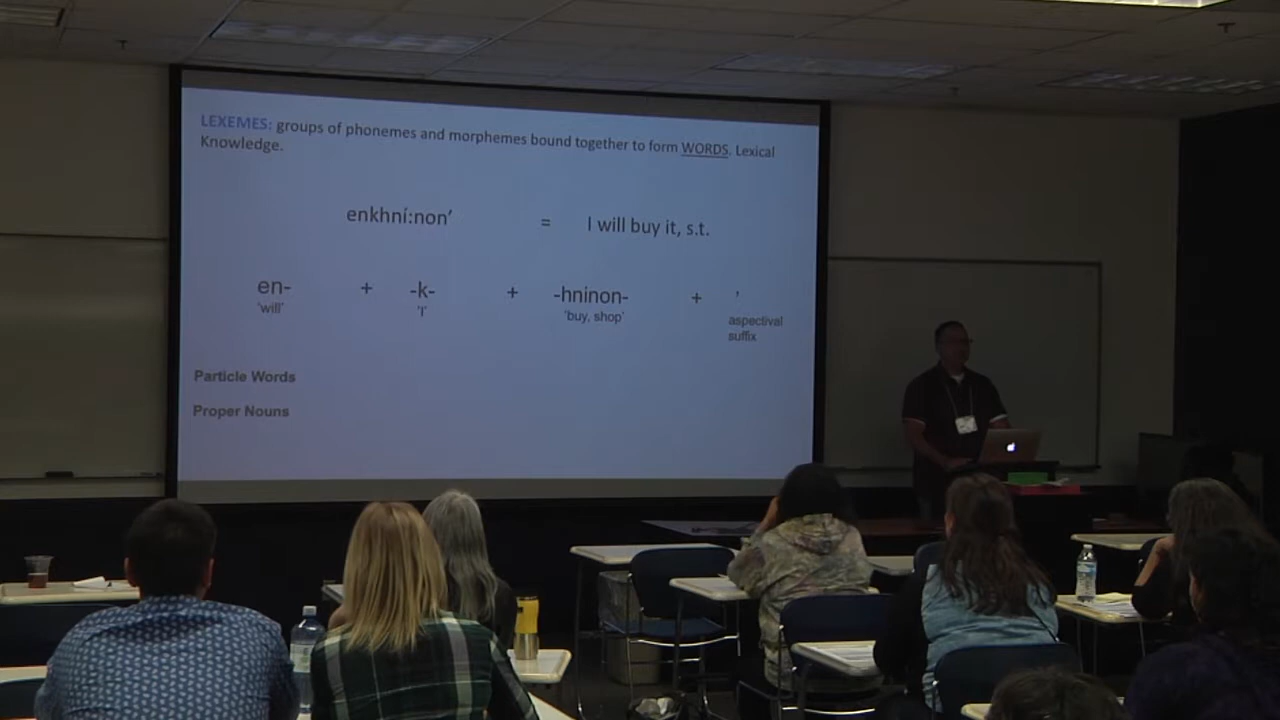 LEXEMES: groups of phonemes and morphemes bound together to form WORDS. Lexical
Knowledge.
enkhní:non’ = I will buy it, s.t.
en- + -k- + -hninon- + ’
'will' 'I' 'buy, shop' aspectival
suffix
Particle Words
Proper Nouns